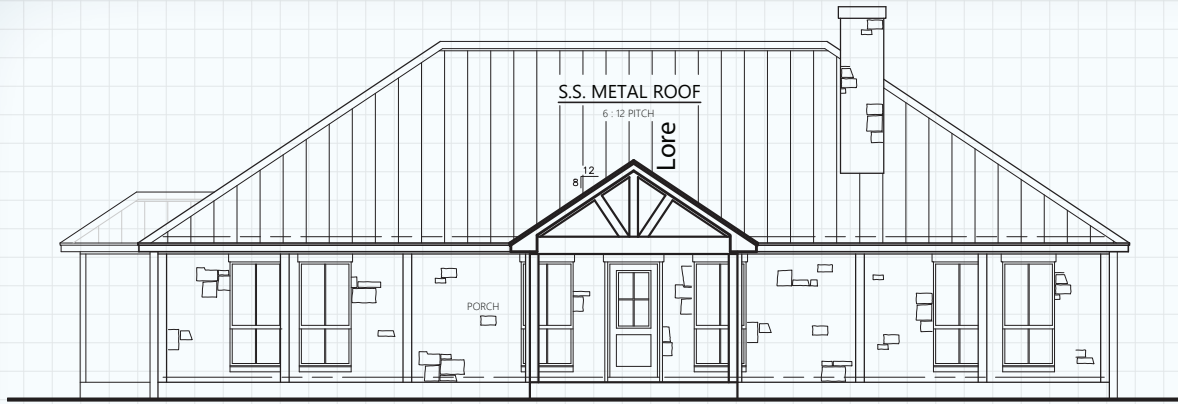 S.S. METAL ROOF
6 : 12 PITCH
Lore
12
8
PORCH